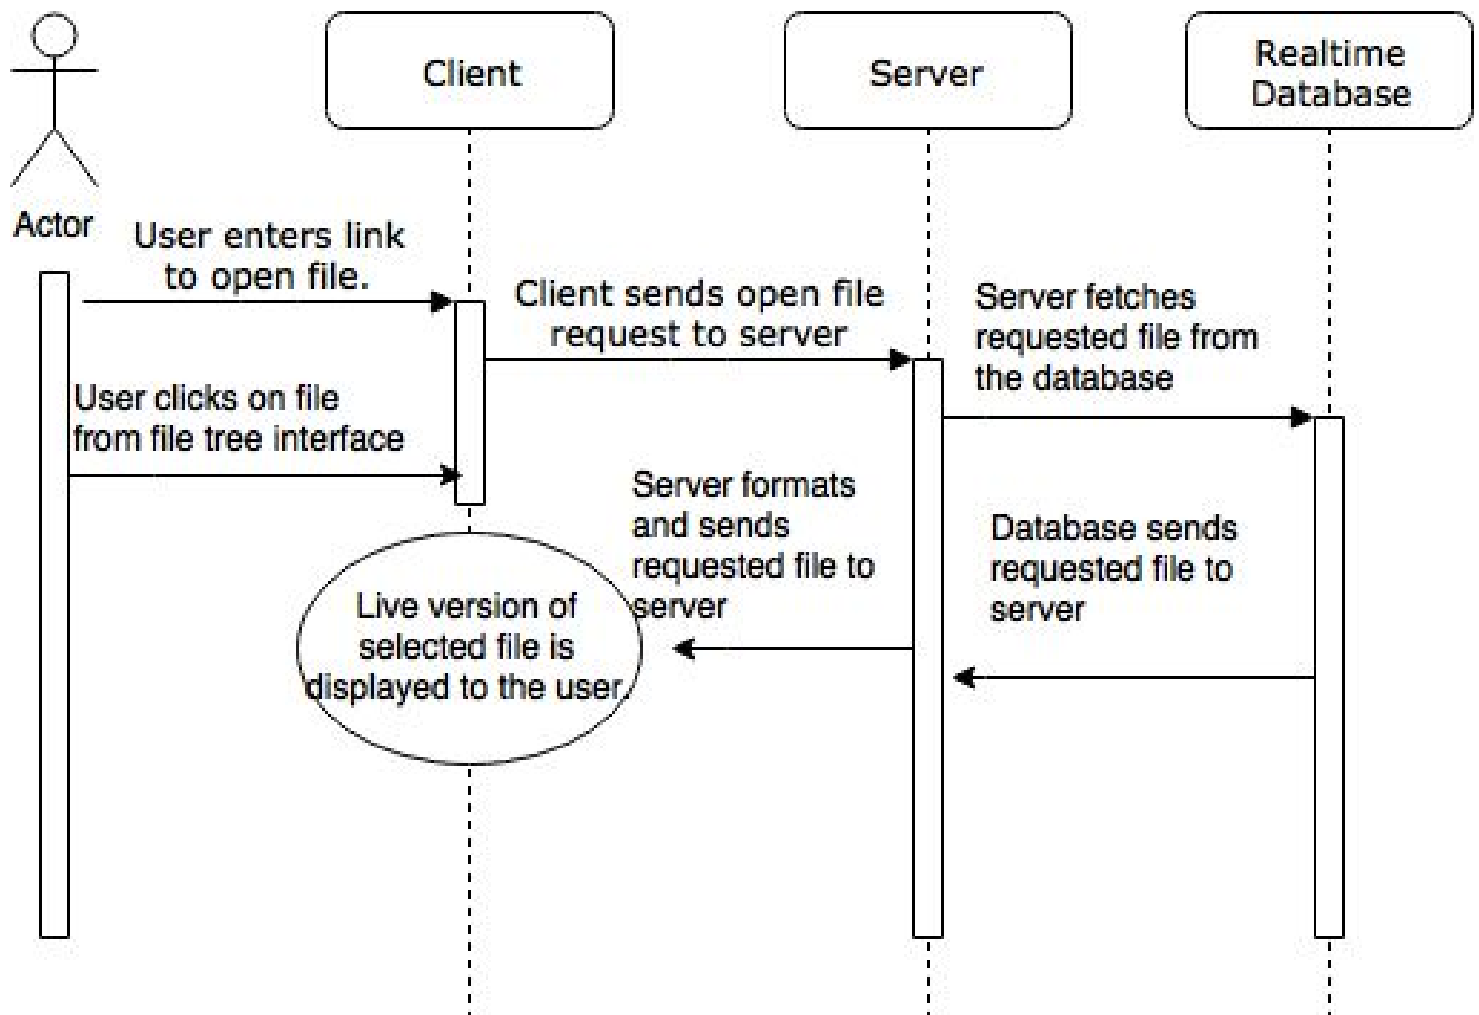 Client
Server
Realtime
Database
Actor
User enters link
to open file.
Client sends open file
request to server
Server fetches
requested file from
the database
User clicks on file
from file tree interface
Server formats
and sends
requested file to
server
Database sends
requested file to
server
Live version of
selected file is
displayed to the user.